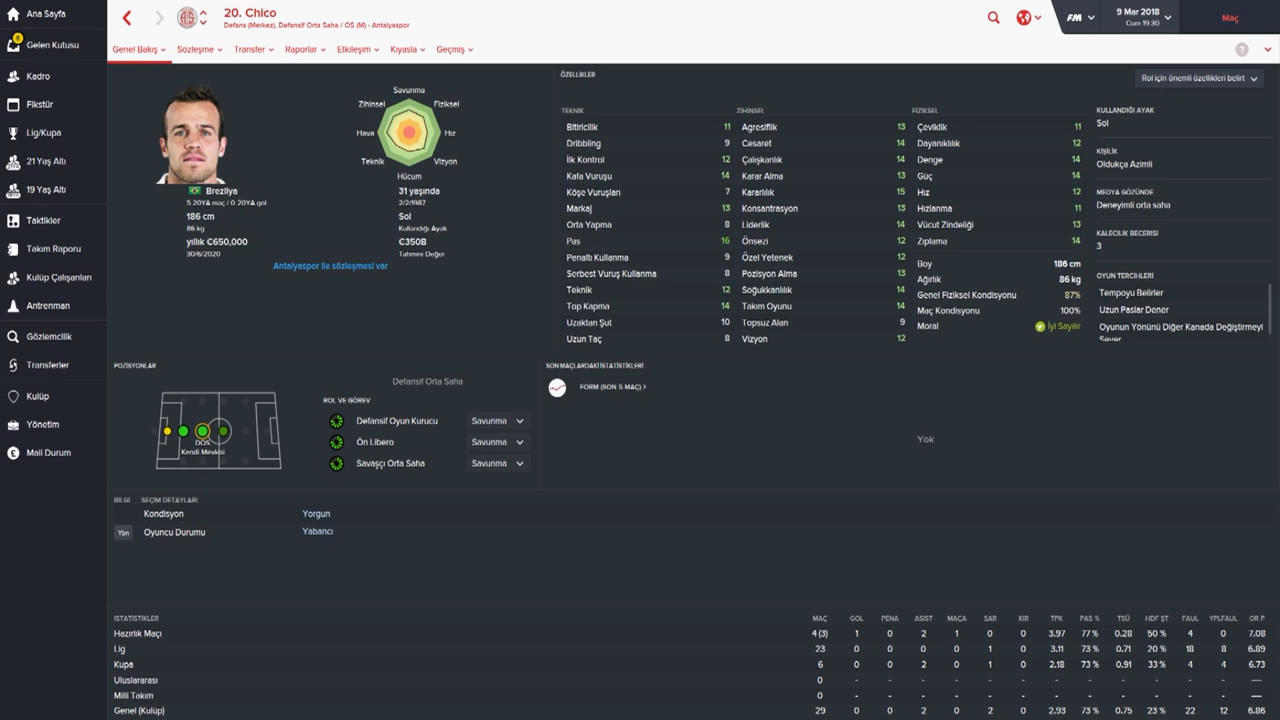 Ana Sayfa
20. Chico
9 Mar 2018
Cum 19:30
Maç
FM
Defans (Merkez), Defansif Orta Saha / OS (M) - Antalyaspor
8
Gelen Kutusu
Genel Bakış Sözleşme Transfer Raporlar Etkileşim Kıyasla Geçmiş
?
Kadro
Fikstür
Lig/Kupa
21 Yaş Altı
19 Yaş Altı
Taktikler
Takım Raporu
Kulüp Çalışanları
Antrenman
Gözlemcilik
Transferler
Kulüp
Yönetim
Mali Durum
Savunma
Zihinsel Fiziksel
Hava Hız
Teknik Vizyon
Hücum
Brezilya 31 yaşında
5 20YA maç / 0 20YA gol 2/2/1987
186 cm Sol
86 kg Kullandığı Ayak
yıllık €650,000 €350B
30/6/2020 Tahmini Değer
Antalyaspor ile sözleşmesi var
ÖZELLİKLER
Rol için önemli özellikleri belirt
TEKNİK ZİHİNSEL FİZİKSEL
Bitiricilik 11 Agresiflik 13 Çeviklik 11
Dribbling 9 Cesaret 14 Dayanıklılık 12
İlk Kontrol 12 Çalışkanlık 14 Denge 14
Kafa Vuruşu 14 Karar Alma 13 Güç 14
Köşe Vuruşları 7 Kararlılık 15 Hız 12
Markaj 13 Konsantrasyon 13 Hızlanma 11
Orta Yapma 8 Liderlik 14 Vücut Zindeliği 13
Pas 16 Önsezi 12 Zıplama 14
Penaltı Kullanma 9 Özel Yetenek 12
Serbest Vuruş Kullanma 8 Pozisyon Alma 13
Teknik 12 Soğukkanlılık 14
Top Kapma 14 Takım Oyunu 14
Uzaktan Şut 10 Topsuz Alan 9
Uzun Taç 8 Vizyon 12
Boy 186 cm
Ağırlık 86 kg
Genel Fiziksel Kondisyonu 87%
Maç Kondisyonu 100%
Moral İyi Sayılır
KULLANDIĞI AYAK
Sol
KİŞİLİK
Oldukça Azimli
MEDYA GÖZÜNDE
Deneyimli orta saha
KALECİLİK BECERİSİ
3
OYUN TERCİHLERİ
Tempoyu Belirler
Uzun Paslar Dener
Oyunun Yönünü Diğer Kanada Değiştirmeyi
Sever
POZİSYONLAR
DOS
Kendi Mevkisi
Defansif Orta Saha
ROL VE GÖREV
Defansif Oyun Kurucu Savunma
Ön Libero Savunma
Savaşçı Orta Saha Savunma
SON MAÇLARDAKİ İSTATİSTİKLERİ
FORM (SON 5 MAÇ) >
Yok
BİLGİ SEÇİM DETAYLARI
Kondisyon Yorgun
Ybn Oyuncu Durumu Yabancı
İSTATİSTİKLER MAÇ GOL PENA ASİST MAÇA SAR KIR TPK PAS % TSÜ HDF ŞT FAUL YPLFAUL OR P
Hazırlık Maçı 4 (3) 1 0 2 1 0 0 3.97 77 % 0.28 50 % 4 0 7.08
Lig 23 0 0 0 0 1 0 3.11 73 % 0.71 20 % 18 8 6.89
Kupa 6 0 0 2 0 1 0 2.18 73 % 0.91 33 % 4 4 6.73
Uluslararası 0 - - - - - - - - - - - - ----
Milli Takım 0 - - - - - - - - - - - - ----
Genel (Kulüp) 29 0 0 2 0 2 0 2.93 73 % 0.75 23 % 22 12 6.86